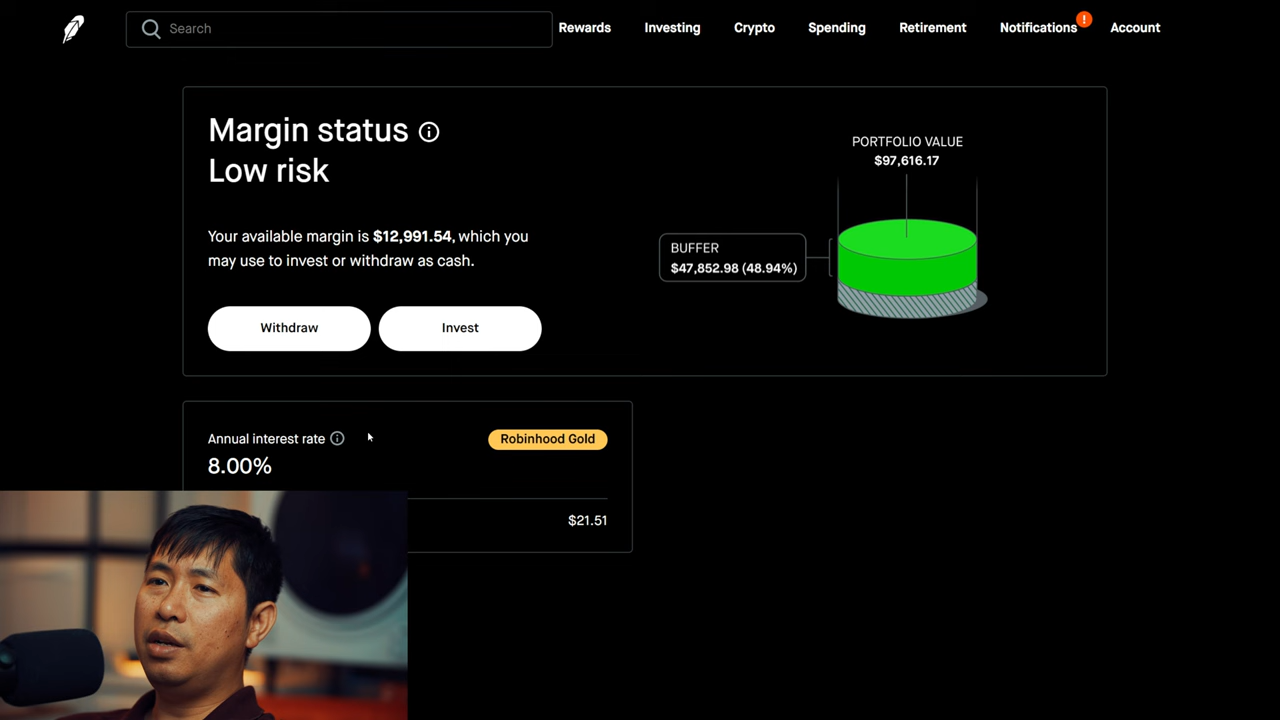 Search
Rewards
Investing
Crypto
Spending
Retirement
Notifications
!
Account
Margin status
Low risk
Your available margin is $12,991.54, which you
may use to invest or withdraw as cash.
Withdraw
Invest
PORTFOLIO VALUE
$97,616.17
BUFFER
$47,852.98 (48.94%)
Annual interest rate
Robinhood Gold
8.00%
$21.51